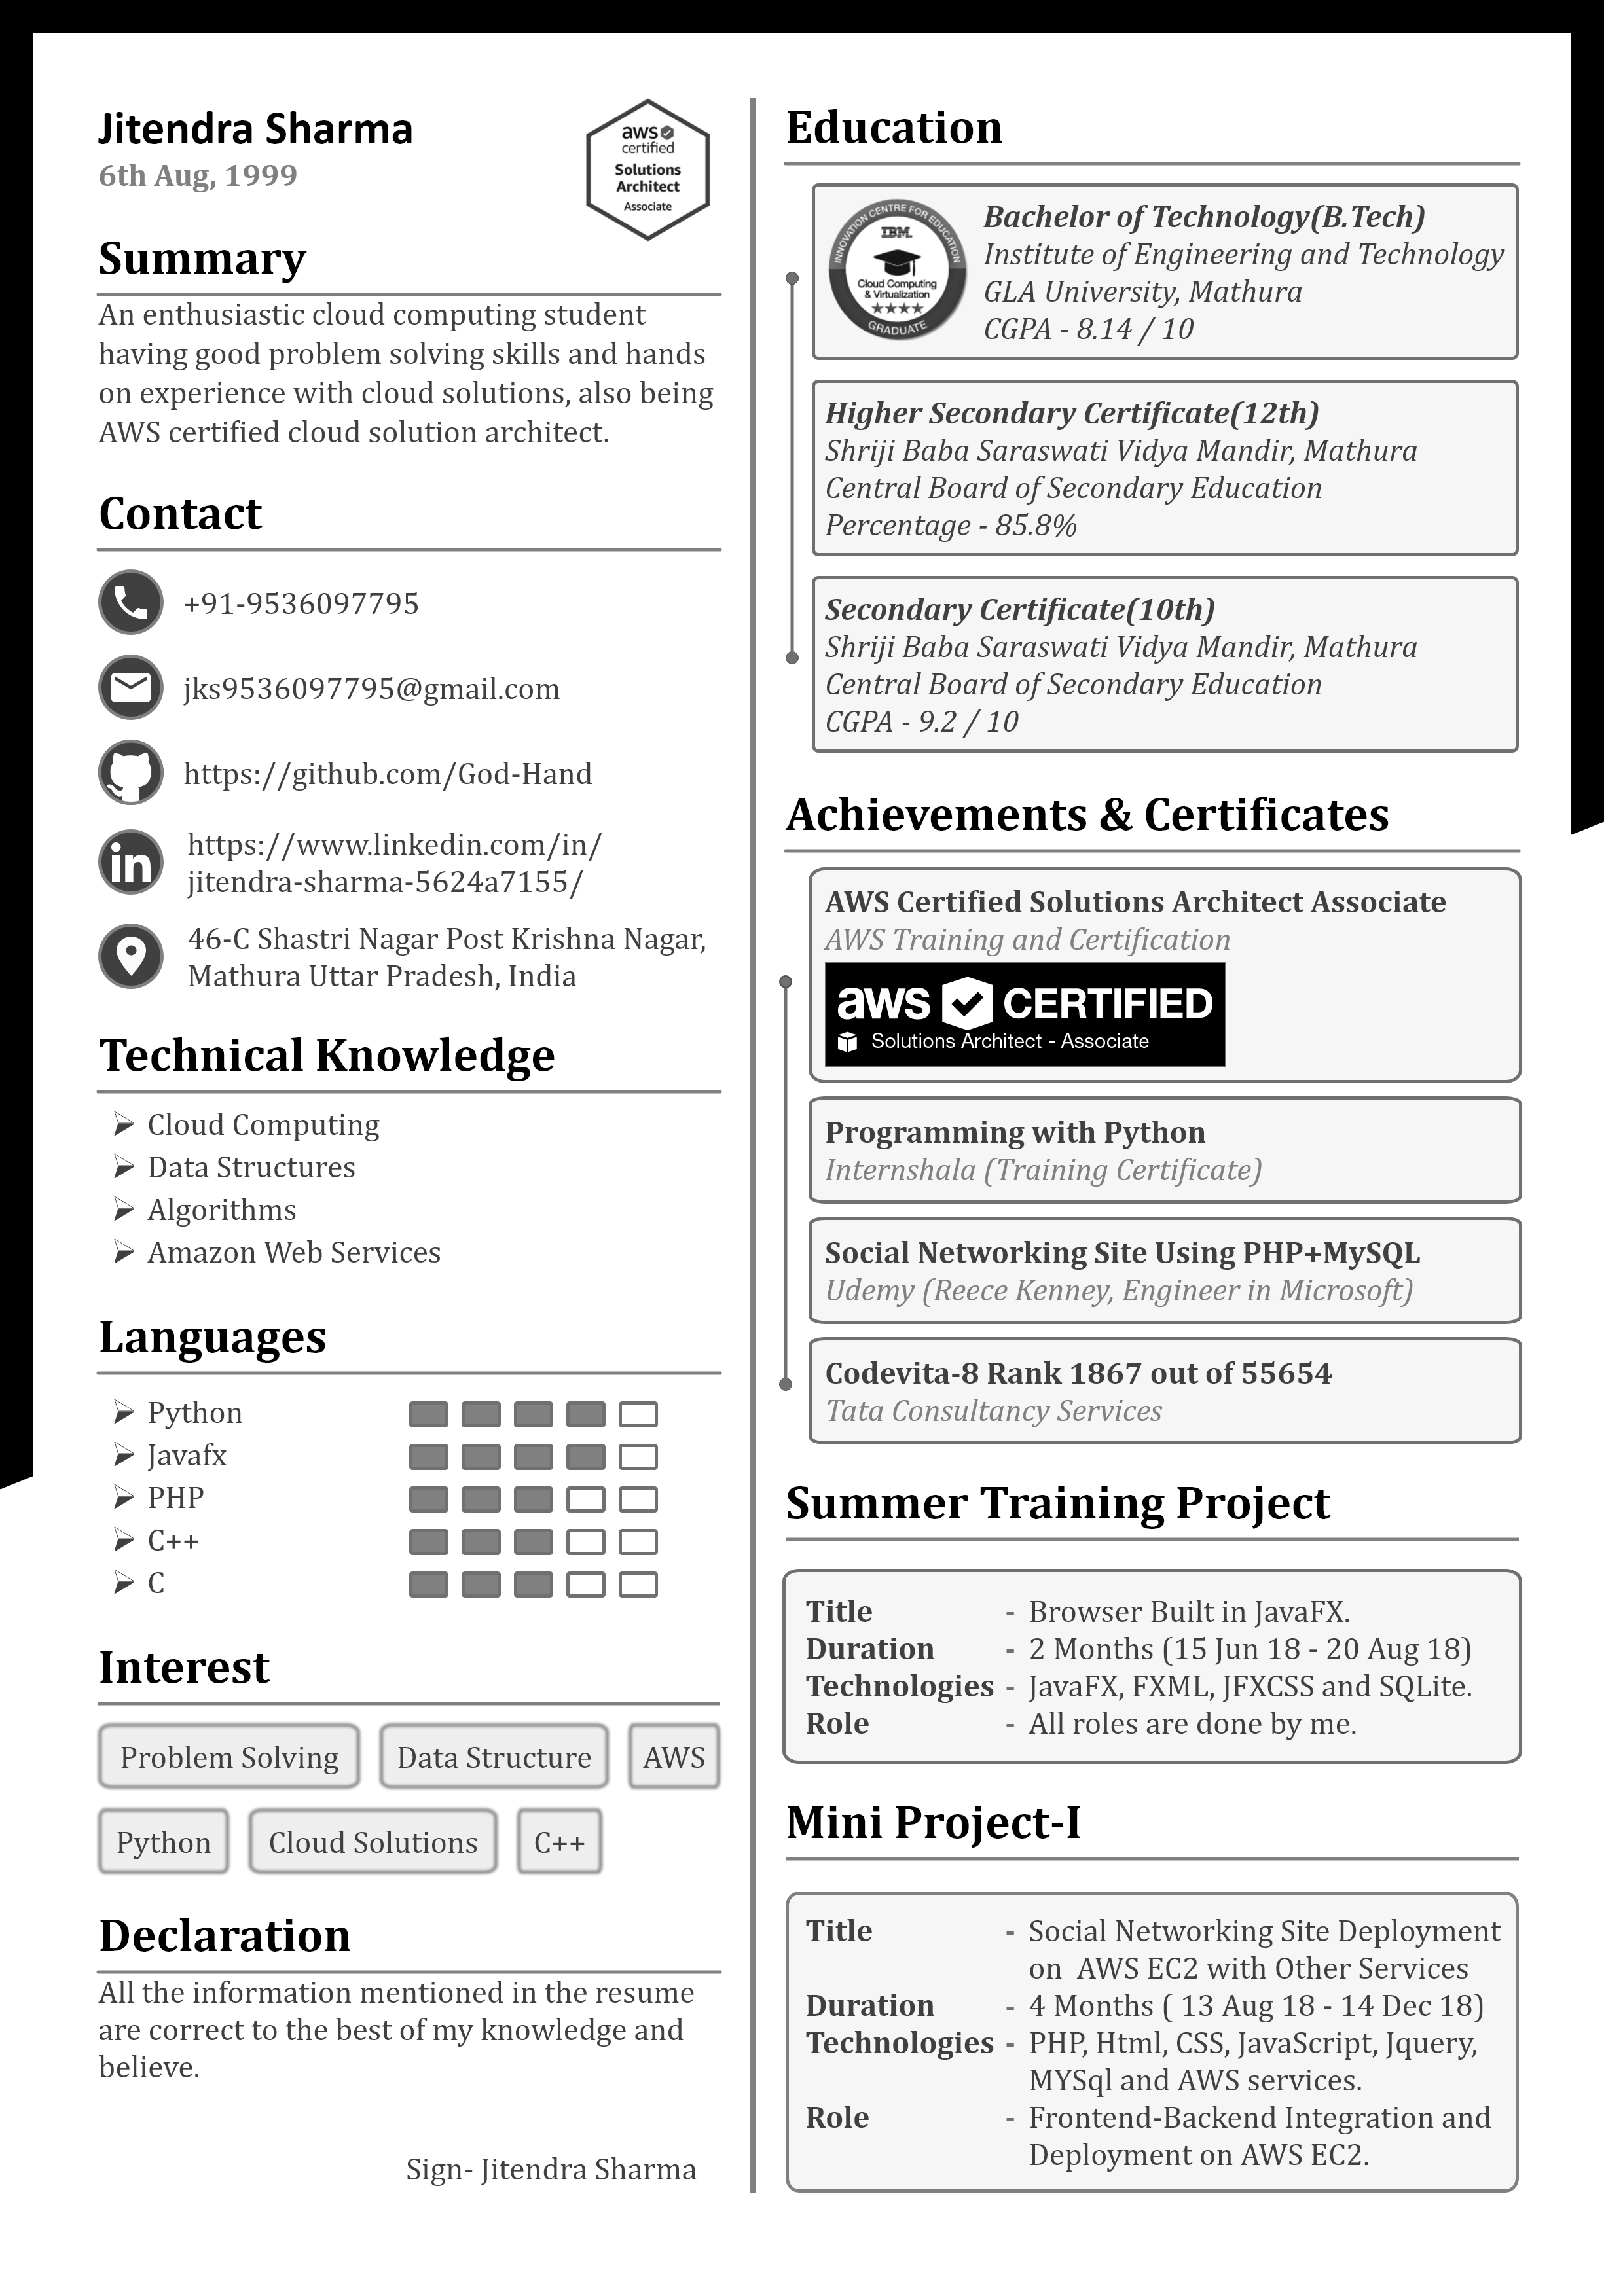 Jitendra Sharma
6th Aug, 1999
aws
certified
Solutions
Architect
Associate
Summary
An enthusiastic cloud computing student
having good problem solving skills and hands
on experience with cloud solutions, also being
AWS certified cloud solution architect.
Contact
+91-9536097795
jks9536097795@gmail.com
https://github.com/God-Hand
in
https://www.linkedin.com/in/
jitendra-sharma-5624a7155/
46-C Shastri Nagar Post Krishna Nagar,
Mathura Uttar Pradesh, India
Technical Knowledge
Cloud Computing
Data Structures
Algorithms
Amazon Web Services
Languages
Python
Javafx
PHP
C++
C
Interest
Problem Solving Data Structure AWS
Python Cloud Solutions C++
Declaration
All the information mentioned in the resume
are correct to the best of my knowledge and
believe.
Sign- Jitendra Sharma
Education
INNOVATION CENTRE FOR EDUCATION
IBM
Cloud Computing
& Virtualization
GRADUATE
Bachelor of Technology(B.Tech)
Institute of Engineering and Technology
GLA University, Mathura
CGPA - 8.14 / 10
Higher Secondary Certificate(12th)
Shriji Baba Saraswati Vidya Mandir, Mathura
Central Board of Secondary Education
Percentage - 85.8%
Secondary Certificate(10th)
Shriji Baba Saraswati Vidya Mandir, Mathura
Central Board of Secondary Education
CGPA - 9.2 / 10
Achievements & Certificates
AWS Certified Solutions Architect Associate
AWS Training and Certification
aws CERTIFIED
Solutions Architect - Associate
Programming with Python
Internshala (Training Certificate)
Social Networking Site Using PHP+MySQL
Udemy (Reece Kenney, Engineer in Microsoft)
Codevita-8 Rank 1867 out of 55654
Tata Consultancy Services
Summer Training Project
Title - Browser Built in JavaFX.
Duration - 2 Months (15 Jun 18 - 20 Aug 18)
Technologies - JavaFX, FXML, JFXCSS and SQLite.
Role - All roles are done by me.
Mini Project-I
Title - Social Networking Site Deployment
on AWS EC2 with Other Services
Duration - 4 Months ( 13 Aug 18 - 14 Dec 18)
Technologies - PHP, Html, CSS, JavaScript, Jquery,
MYSql and AWS services.
Role - Frontend-Backend Integration and
Deployment on AWS EC2.